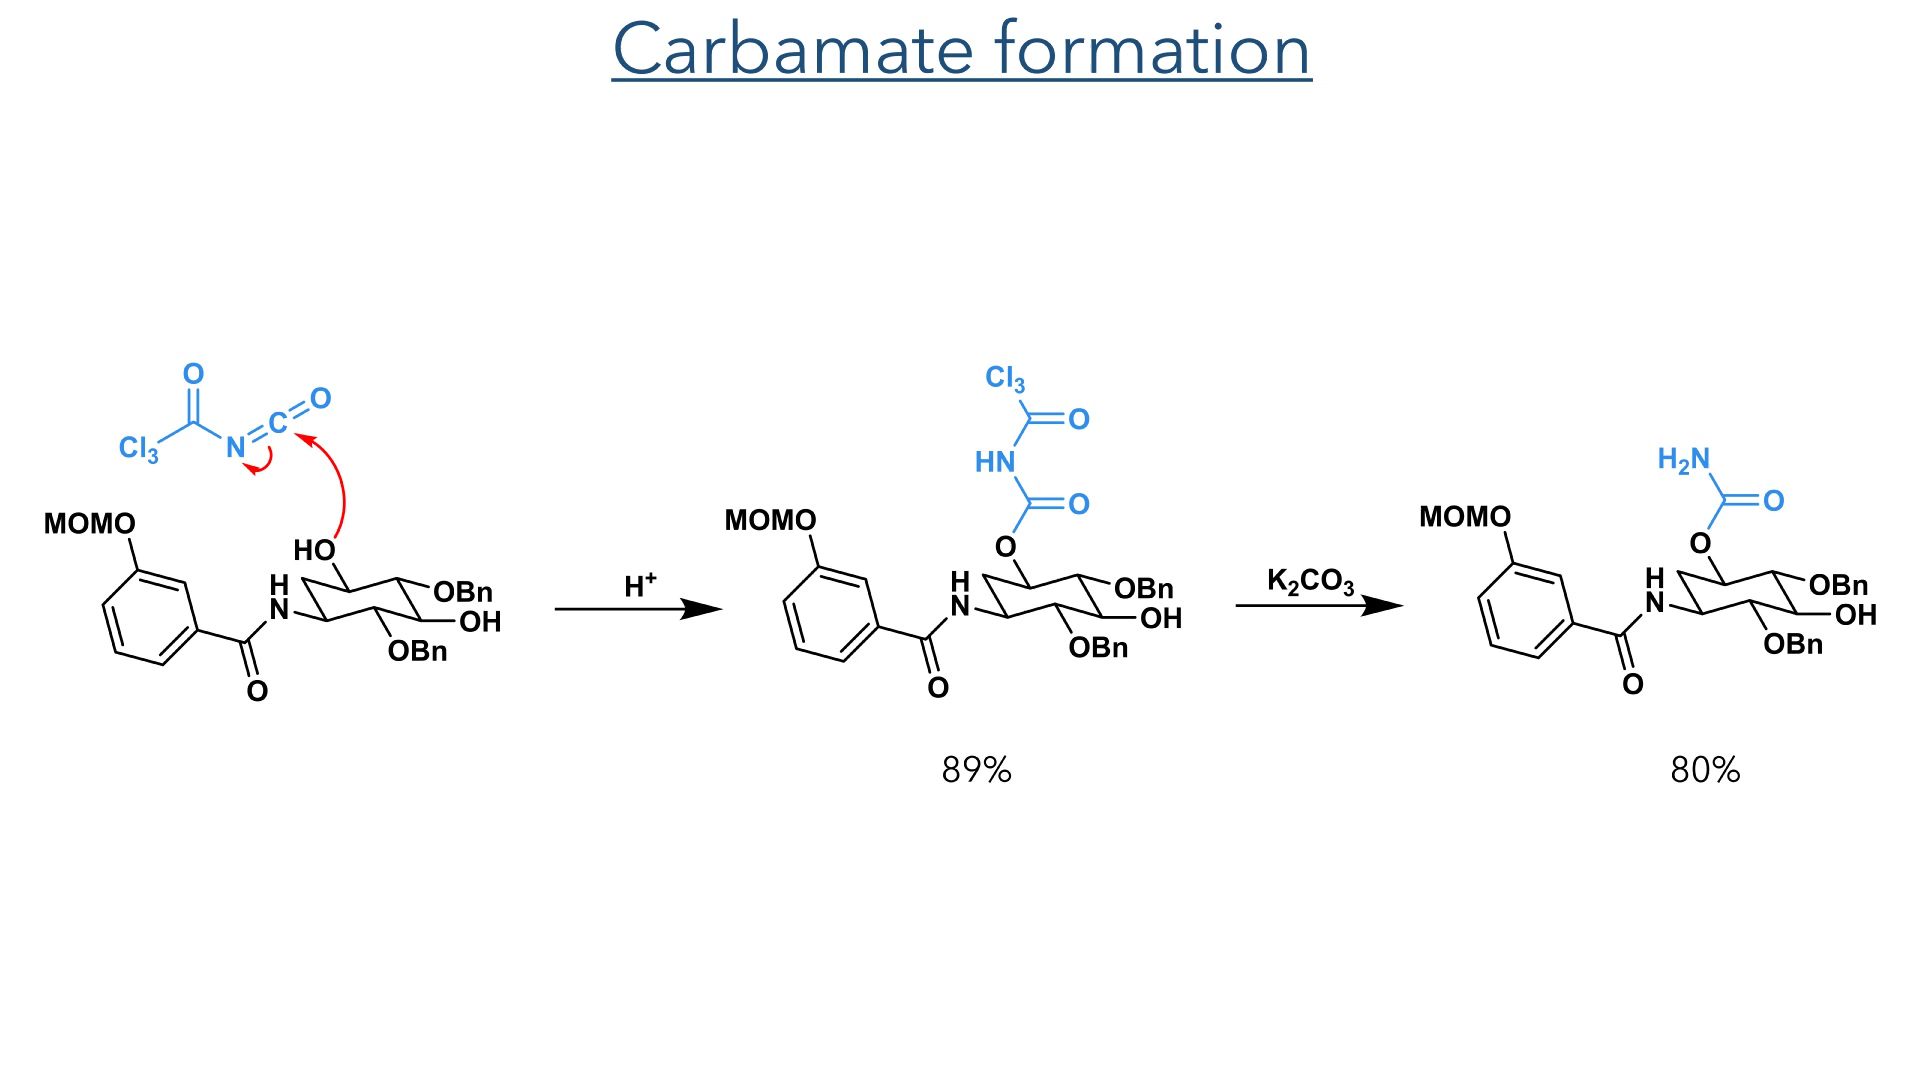 Carbamate formation
O
O
C
N
Cl3
MOMO
HO
H
N
OBn
OH
OBn
O
H+
Cl3
O
HN
O
MOMO
O
H
N
OBn
OH
OBn
O
89%
K2CO3
H2N
O
MOMO
O
H
N
OBn
OH
OBn
O
80%